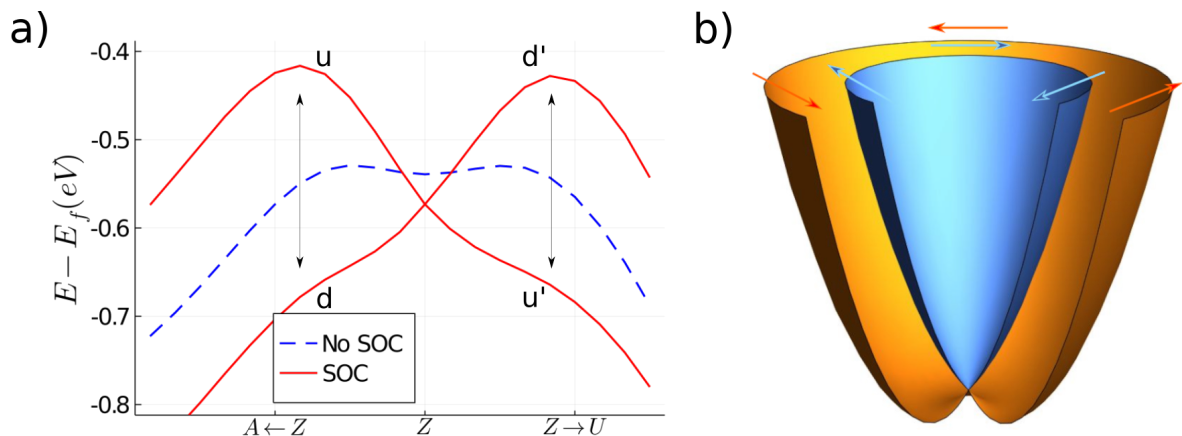 a)
b)
-0.4
-0.5
-0.6
-0.7
-0.8
E − E_f (eV)
u
d'
d
u'
No SOC
SOC
A ← Z
Z
Z → U